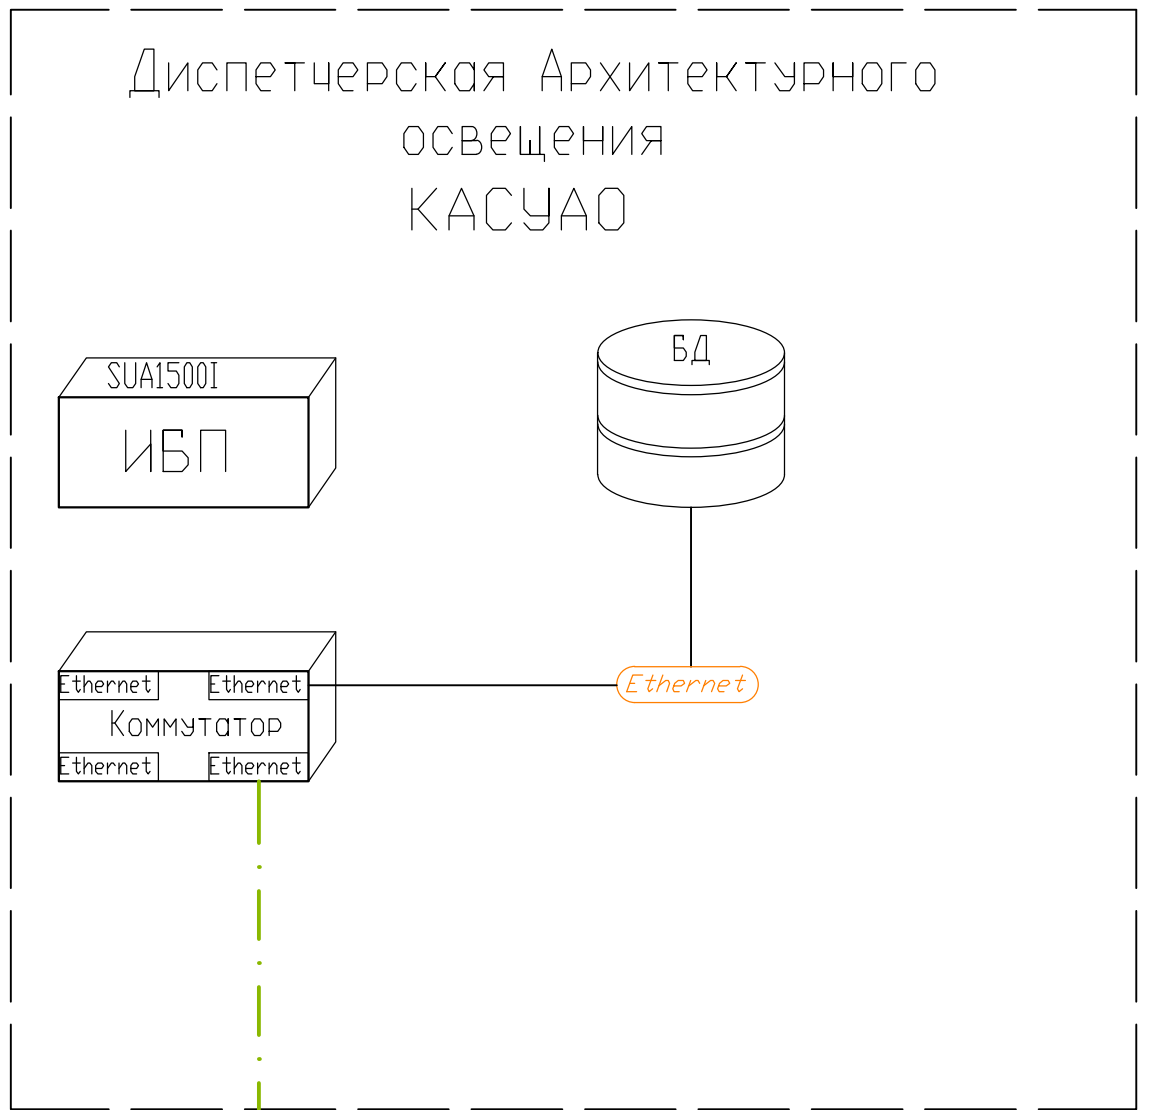 Диспетчерская Архитектурного
освещения
КАСУАО
SUA1500I
ИБП
БД
Ethernet Ethernet
Ethernet
Коммутатор
Ethernet Ethernet